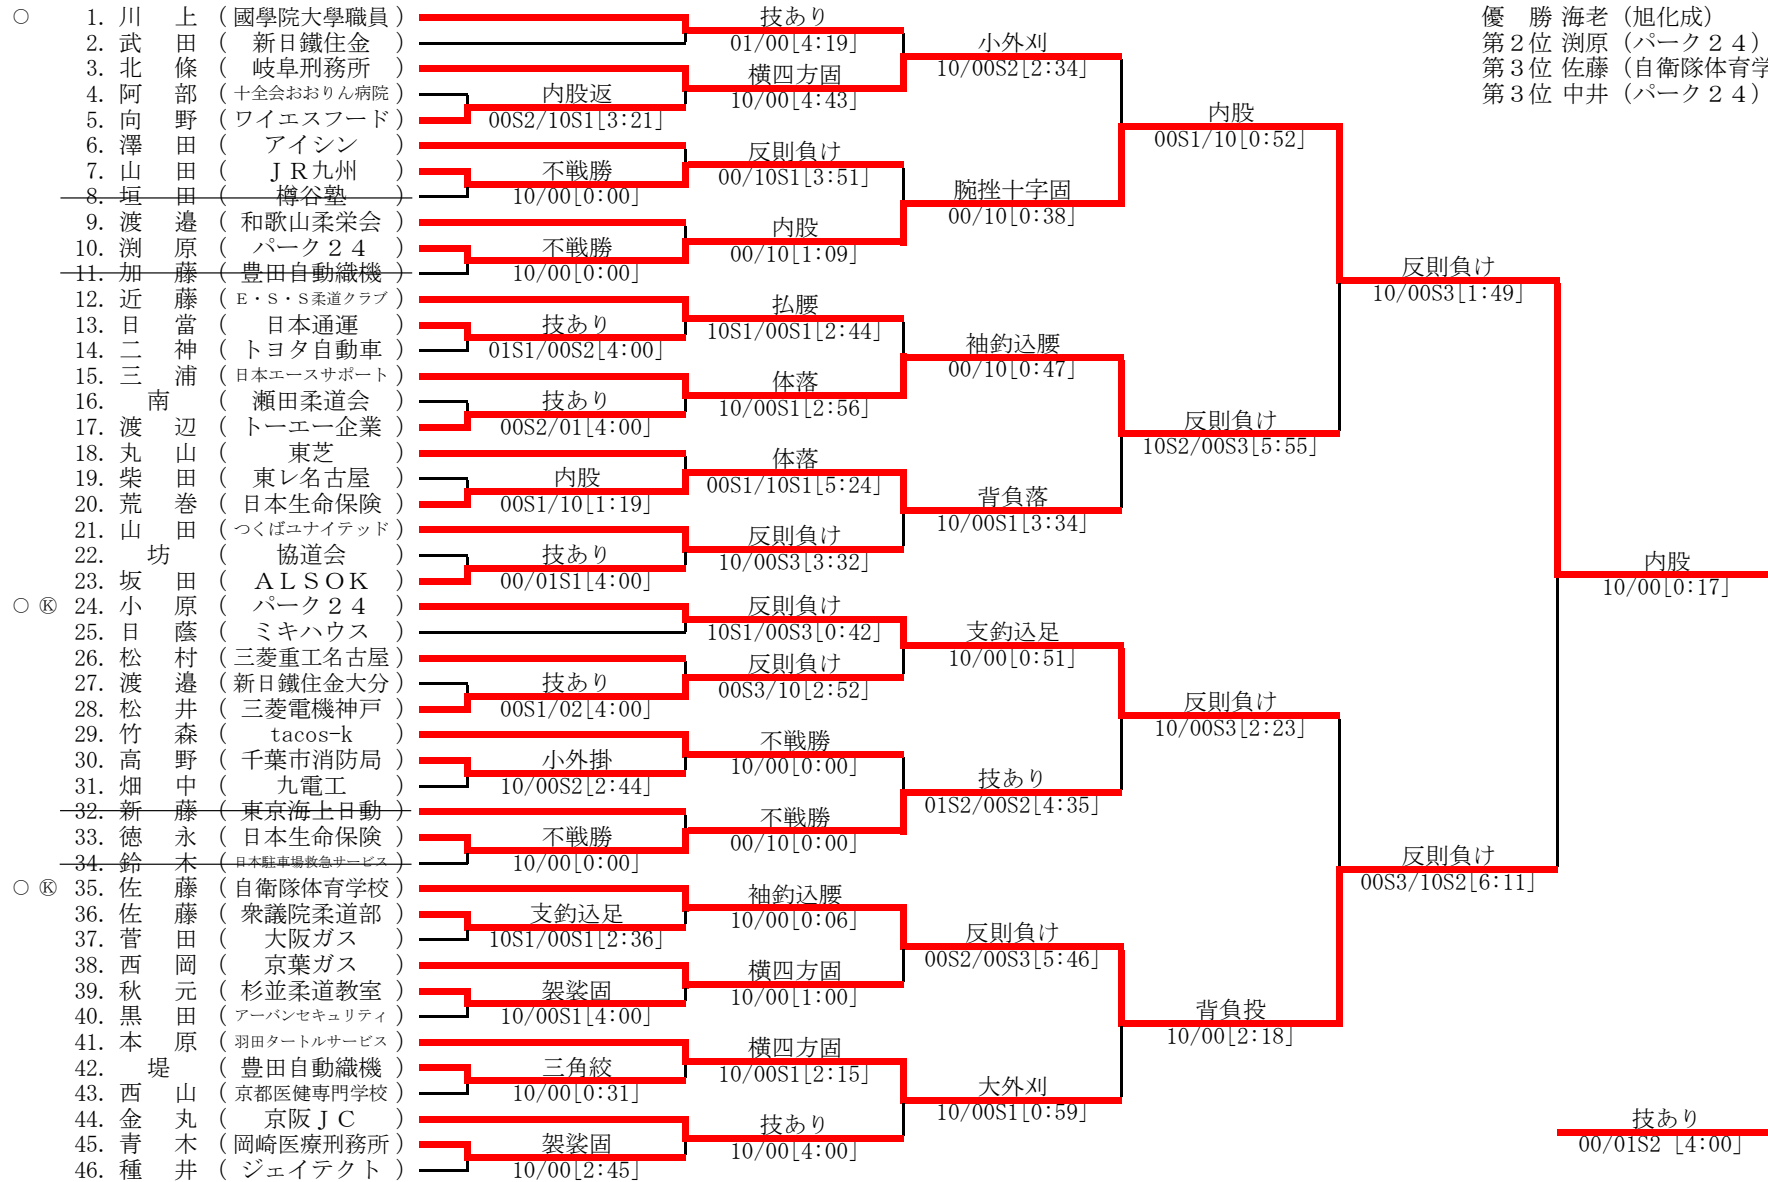 ○ 1. 川 上 ( 國學院大學職員 )
2. 武 田 ( 新日鐵住金 )
3. 北 條 ( 岐阜刑務所 )
4. 阿 部 ( 十全会おおりん病院 )
5. 向 野 ( ワイエスフード )
6. 澤 田 ( アイシン )
7. 山 田 ( ＪＲ九州 )
8. 垣 田 ( 樽谷塾 )
9. 渡 邉 ( 和歌山柔栄会 )
10. 渕 原 ( パーク２４ )
11. 加 藤 ( 豊田自動織機 )
12. 近 藤 ( Ｅ・Ｓ・Ｓ柔道クラブ )
13. 日 當 ( 日本通運 )
14. 二 神 ( トヨタ自動車 )
15. 三 浦 ( 日本エースサポート )
16. 南 ( 瀬田柔道会 )
17. 渡 辺 ( トーエー企業 )
18. 丸 山 ( 東芝 )
19. 柴 田 ( 東レ名古屋 )
20. 荒 巻 ( 日本生命保険 )
21. 山 田 ( つくばユナイテッド )
22. 坊 ( 協道会 )
23. 坂 田 ( ＡＬＳＯＫ )
○ Ⓚ 24. 小 原 ( パーク２４ )
25. 日 蔭 ( ミキハウス )
26. 松 村 ( 三菱重工名古屋 )
27. 渡 邉 ( 新日鐵住金大分 )
28. 松 井 ( 三菱電機神戸 )
29. 竹 森 ( tacos-k )
30. 高 野 ( 千葉市消防局 )
31. 畑 中 ( 九電工 )
32. 新 藤 ( 東京海上日動 )
33. 徳 永 ( 日本生命保険 )
34. 鈴 木 ( 日本駐車場救急サービス )
○ Ⓚ 35. 佐 藤 ( 自衛隊体育学校 )
36. 佐 藤 ( 衆議院柔道部 )
37. 菅 田 ( 大阪ガス )
38. 西 岡 ( 京葉ガス )
39. 秋 元 ( 杉並柔道教室 )
40. 黒 田 ( アーバンセキュリティ )
41. 本 原 ( 羽田タートルサービス )
42. 堤 ( 豊田自動織機 )
43. 西 山 ( 京都医健専門学校 )
44. 金 丸 ( 京阪ＪＣ )
45. 青 木 ( 岡崎医療刑務所 )
46. 種 井 ( ジェイテクト )
内股返
00S2/10S1[3:21]
不戦勝
10/00[0:00]
不戦勝
10/00[0:00]
技あり
01S1/00S2[4:00]
技あり
00S2/01[4:00]
内股
00S1/10[1:19]
技あり
00/01S1[4:00]
技あり
00S1/02[4:00]
小外掛
10/00S2[2:44]
不戦勝
10/00[0:00]
支釣込足
10S1/00S1[2:36]
袈裟固
10/00S1[4:00]
三角絞
10/00[0:31]
袈裟固
10/00[2:45]
技あり
01/00[4:19]
横四方固
10/00[4:43]
反則負け
00/10S1[3:51]
内股
00/10[1:09]
払腰
10S1/00S1[2:44]
体落
10/00S1[2:56]
体落
00S1/10S1[5:24]
反則負け
10/00S3[3:32]
反則負け
10S1/00S3[0:42]
反則負け
00S3/10[2:52]
不戦勝
10/00[0:00]
不戦勝
00/10[0:00]
袖釣込腰
10/00[0:06]
横四方固
10/00[1:00]
横四方固
10/00S1[2:15]
技あり
10/00[4:00]
小外刈
10/00S2[2:34]
腕挫十字固
00/10[0:38]
袖釣込腰
00/10[0:47]
背負落
10/00S1[3:34]
支釣込足
10/00[0:51]
技あり
01S2/00S2[4:35]
反則負け
00S2/00S3[5:46]
大外刈
10/00S1[0:59]
内股
00S1/10[0:52]
反則負け
10S2/00S3[5:55]
反則負け
10/00S3[2:23]
背負投
10/00[2:18]
反則負け
10/00S3[1:49]
反則負け
00S3/10S2[6:11]
内股
10/00[0:17]
技あり
00/01S2 [4:00]
優 勝 海老 (旭化成)
第２位 渕原 (パーク２４)
第３位 佐藤 (自衛隊体育学
第３位 中井 (パーク２４)